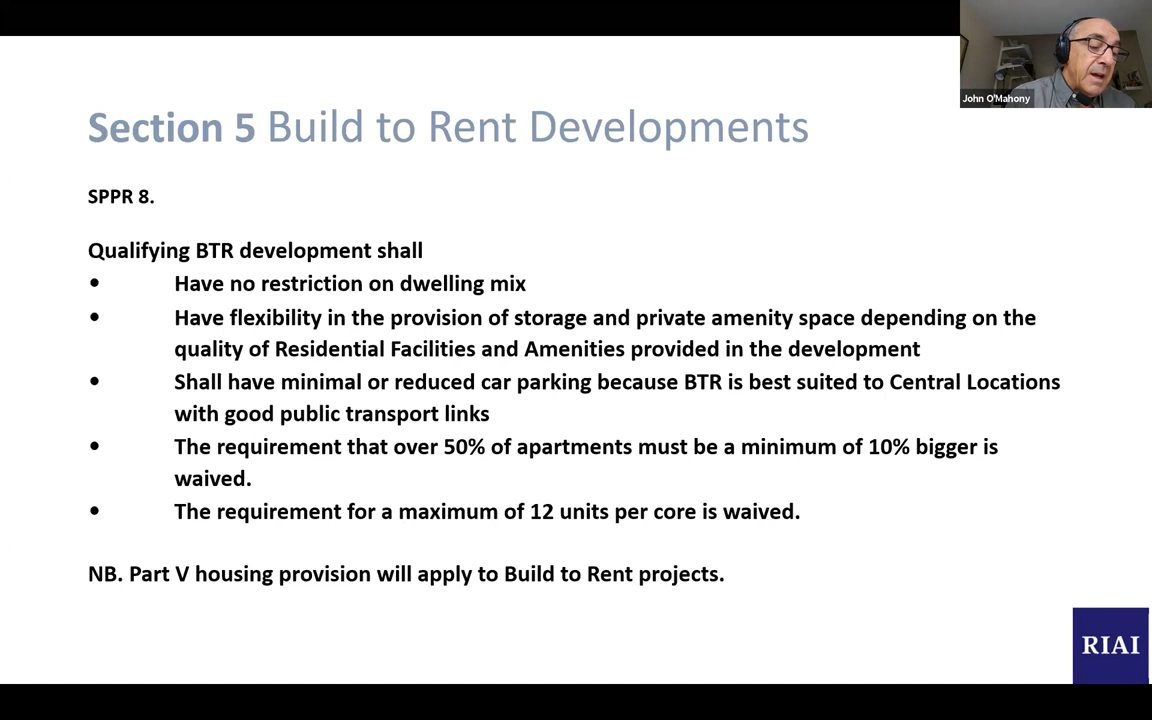 John O'Mahony
Section 5 Build to Rent Developments
SPPR 8.
Qualifying BTR development shall
• Have no restriction on dwelling mix
• Have flexibility in the provision of storage and private amenity space depending on the
quality of Residential Facilities and Amenities provided in the development
• Shall have minimal or reduced car parking because BTR is best suited to Central Locations
with good public transport links
• The requirement that over 50% of apartments must be a minimum of 10% bigger is
waived.
• The requirement for a maximum of 12 units per core is waived.
NB. Part V housing provision will apply to Build to Rent projects.
RIAI